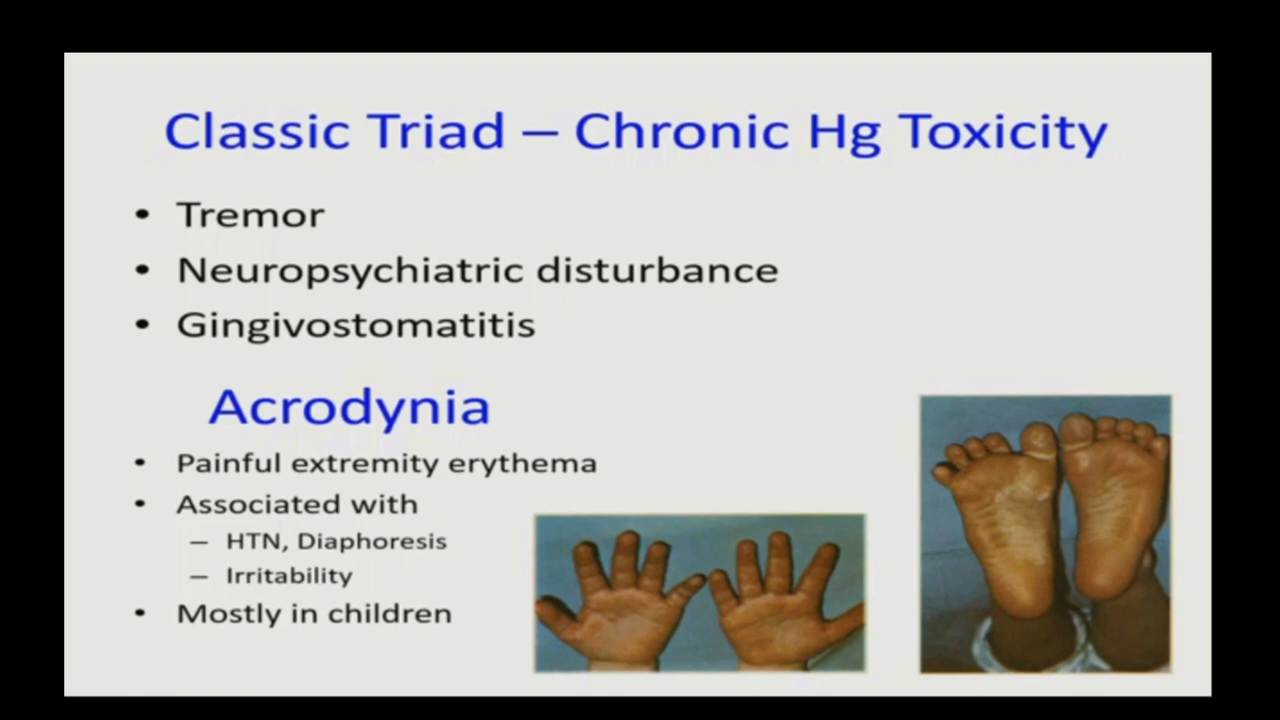 Classic Triad – Chronic Hg Toxicity
• Tremor
• Neuropsychiatric disturbance
• Gingivostomatitis
Acrodynia
• Painful extremity erythema
• Associated with
– HTN, Diaphoresis
– Irritability
• Mostly in children